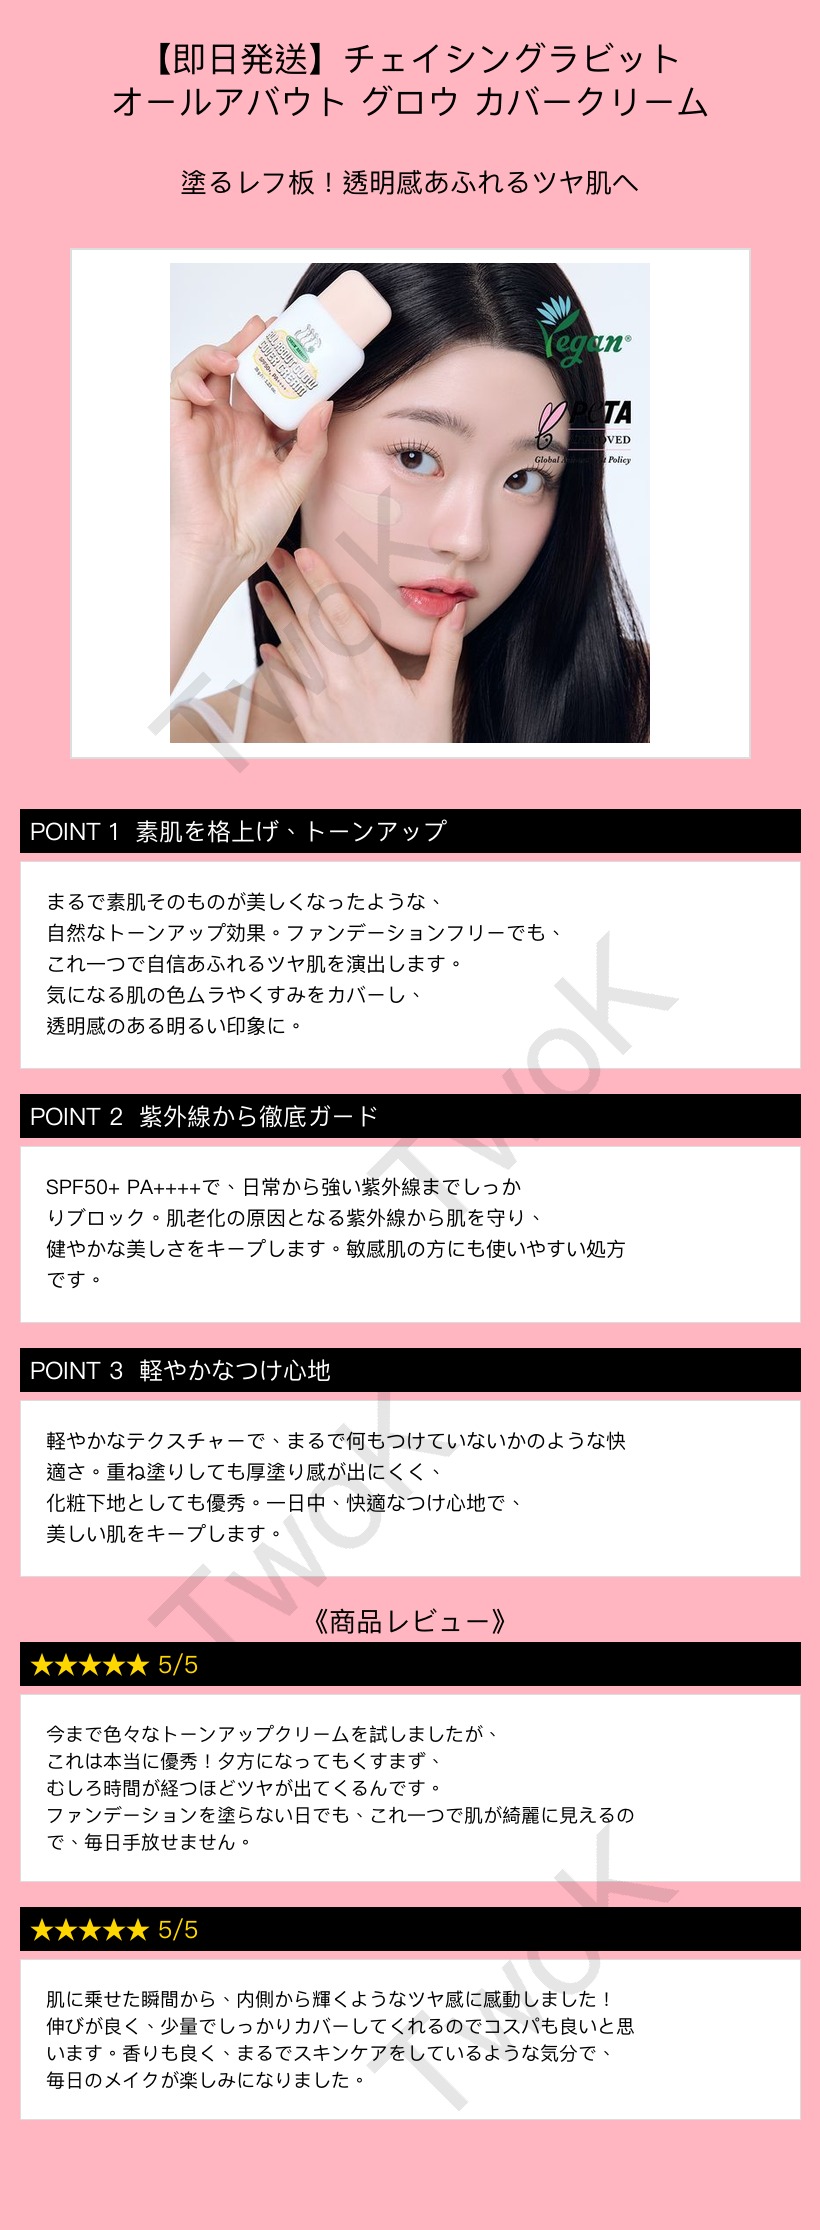 【即日発送】チェイシングラビット
オールアバウト グロウ カバークリーム
塗るレフ板！透明感あふれるツヤ肌へ
ALL ABOUT GLOW
COVER CREAM
SPF50+ PA++++
Vegan®
PETA
Global Policy
POINT 1 素肌を格上げ、トーンアップ
まるで素肌そのものが美しくなったような、
自然なトーンアップ効果。ファンデーションフリーでも、
これ一つで自信あふれるツヤ肌を演出します。
気になる肌の色ムラやくすみをカバーし、
透明感のある明るい印象に。
POINT 2 紫外線から徹底ガード
SPF50+ PA++++で、日常から強い紫外線までしっか
りブロック。肌老化の原因となる紫外線から肌を守り、
健やかな美しさをキープします。敏感肌の方にも使いやすい処方
です。
POINT 3 軽やかなつけ心地
軽やかなテクスチャーで、まるで何もつけていないかのような快
適さ。重ね塗りしても厚塗り感が出にくく、
化粧下地としても優秀。一日中、快適なつけ心地で、
美しい肌をキープします。
《商品レビュー》
★★★★★ 5/5
今まで色々なトーンアップクリームを試しましたが、
これは本当に優秀！夕方になってもくすまず、
むしろ時間が経つほどツヤが出てくるんです。
ファンデーションを塗らない日でも、これ一つで肌が綺麗に見えるの
で、毎日手放せません。
★★★★★ 5/5
肌に乗せた瞬間から、内側から輝くようなツヤ感に感動しました！
伸びが良く、少量でしっかりカバーしてくれるのでコスパも良いと思
います。香りも良く、まるでスキンケアをしているような気分で、
毎日のメイクが楽しみになりました。
TwoK
TwoK
TwoK
TwoK